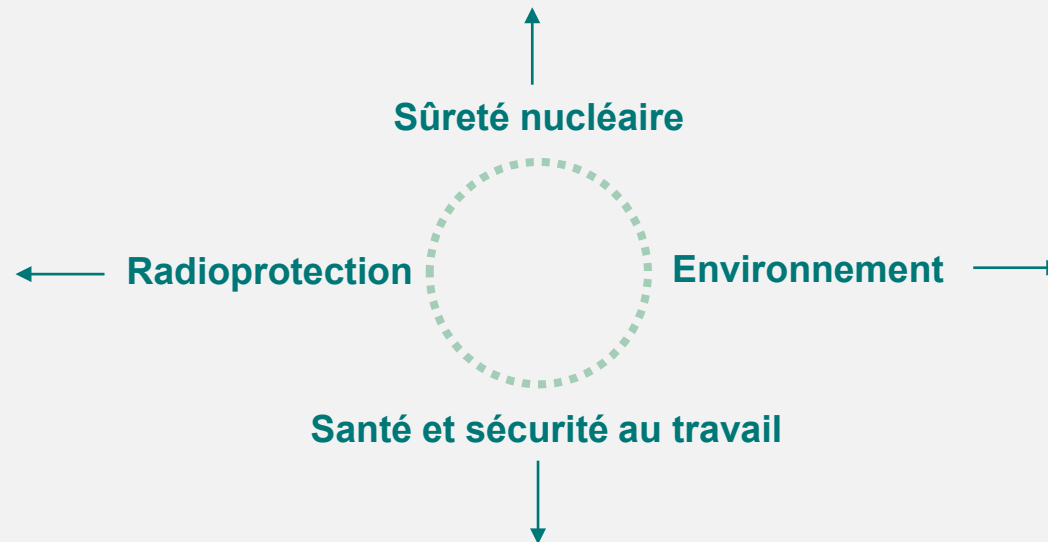 Sûreté nucléaire
Radioprotection
Environnement
Santé et sécurité au travail